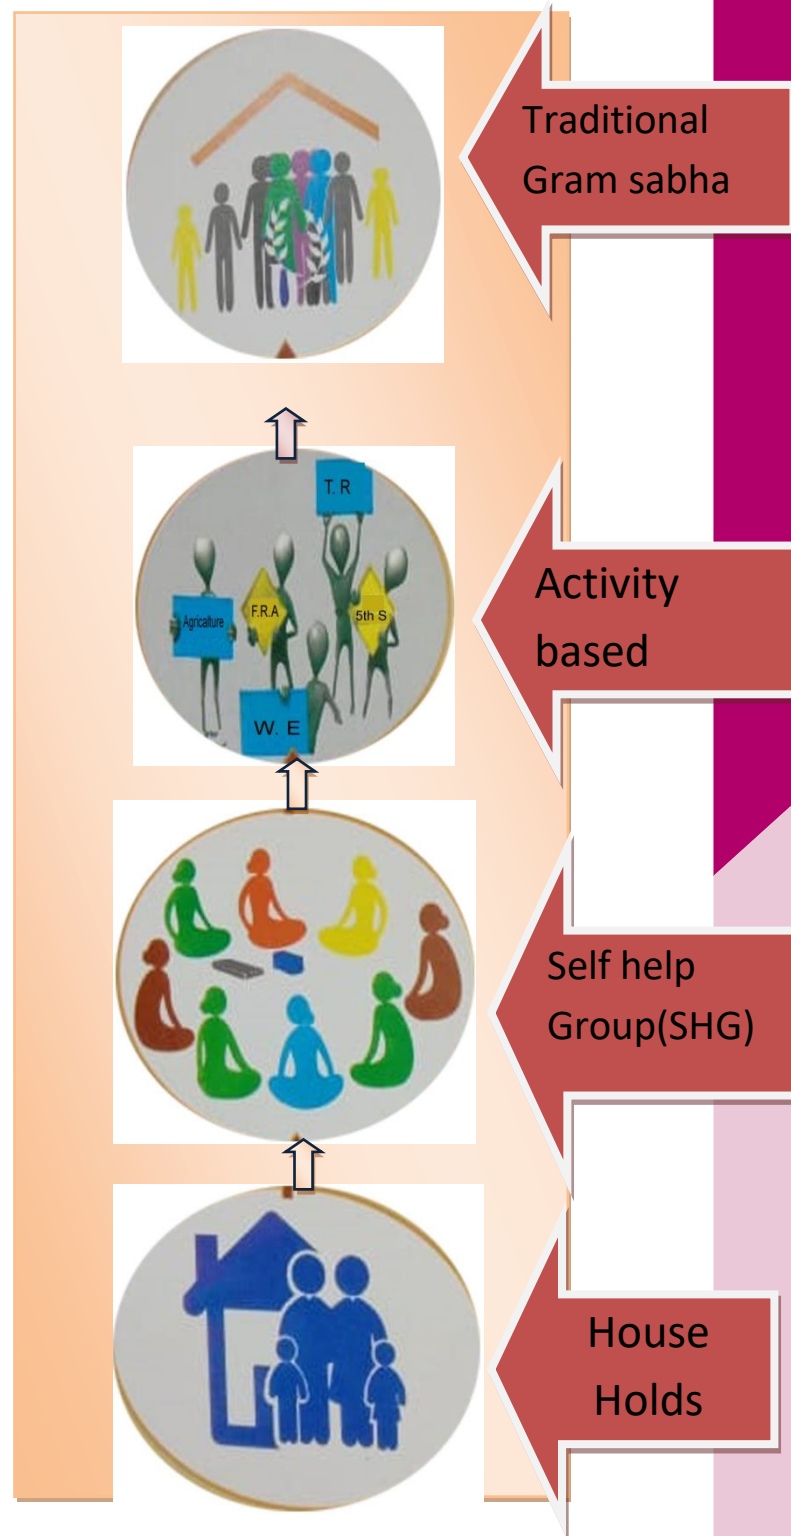 Traditional
Gram sabha
T. R
Agricalture
F.R.A
5th S
W. E
Activity
based
Self help
Group(SHG)
House
Holds